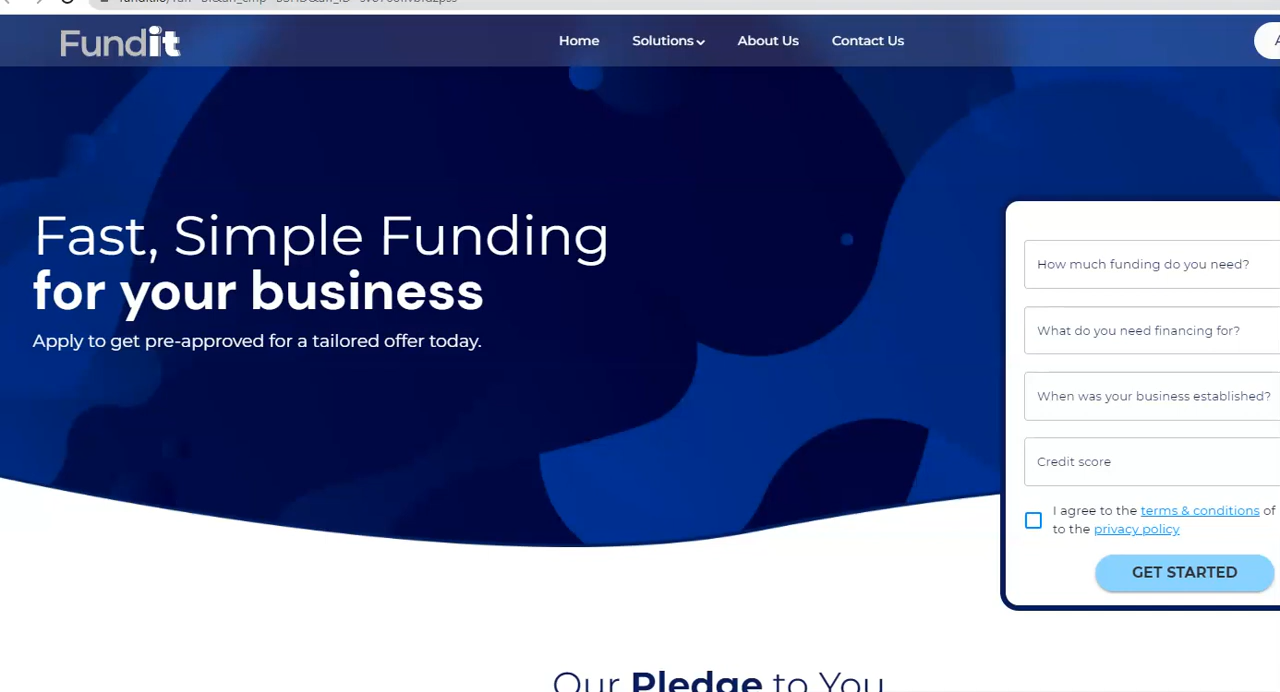 Fundit
Home
Solutions
About Us
Contact Us
Fast, Simple Funding
for your business
Apply to get pre-approved for a tailored offer today.
How much funding do you need?
What do you need financing for?
When was your business established?
Credit score
I agree to the terms & conditions of
to the privacy policy
GET STARTED
Our Pledge to You